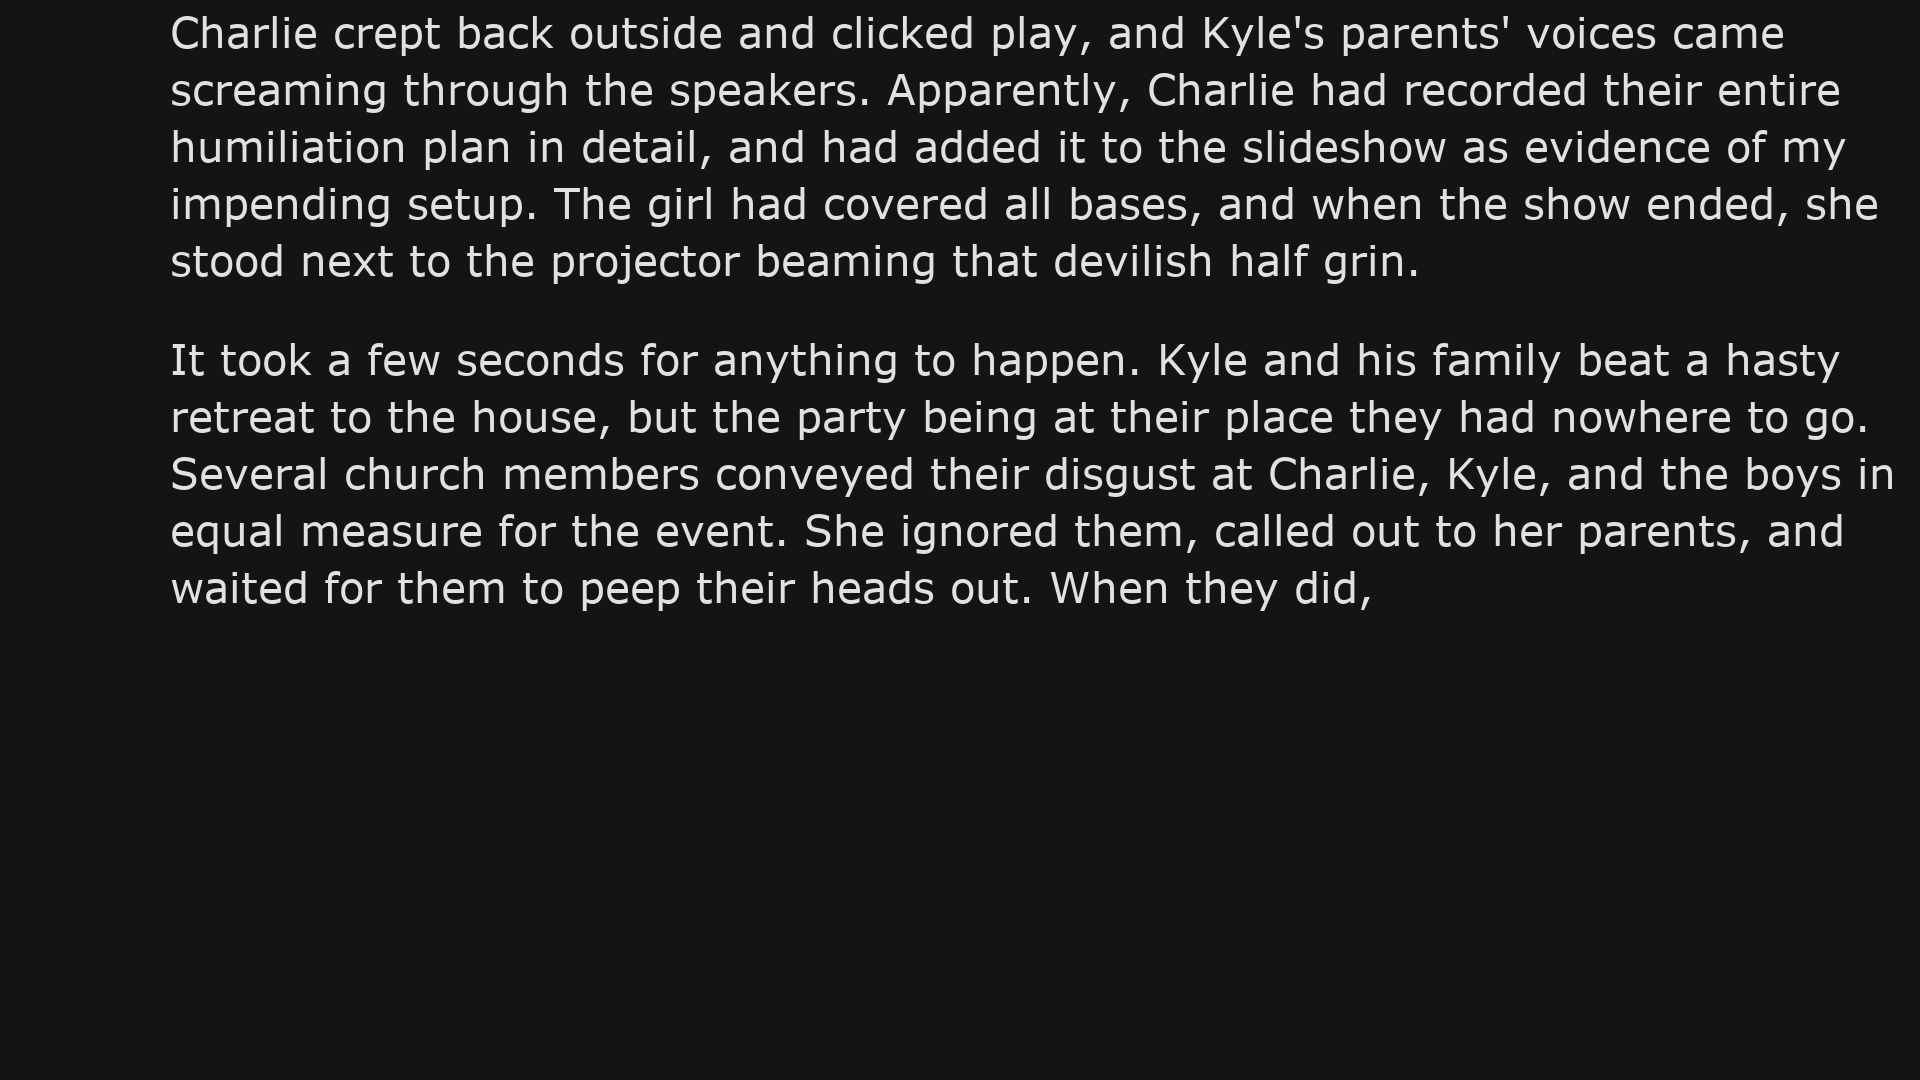 Charlie crept back outside and clicked play, and Kyle's parents' voices came
screaming through the speakers. Apparently, Charlie had recorded their entire
humiliation plan in detail, and had added it to the slideshow as evidence of my
impending setup. The girl had covered all bases, and when the show ended, she
stood next to the projector beaming that devilish half grin.
It took a few seconds for anything to happen. Kyle and his family beat a hasty
retreat to the house, but the party being at their place they had nowhere to go.
Several church members conveyed their disgust at Charlie, Kyle, and the boys in
equal measure for the event. She ignored them, called out to her parents, and
waited for them to peep their heads out. When they did,